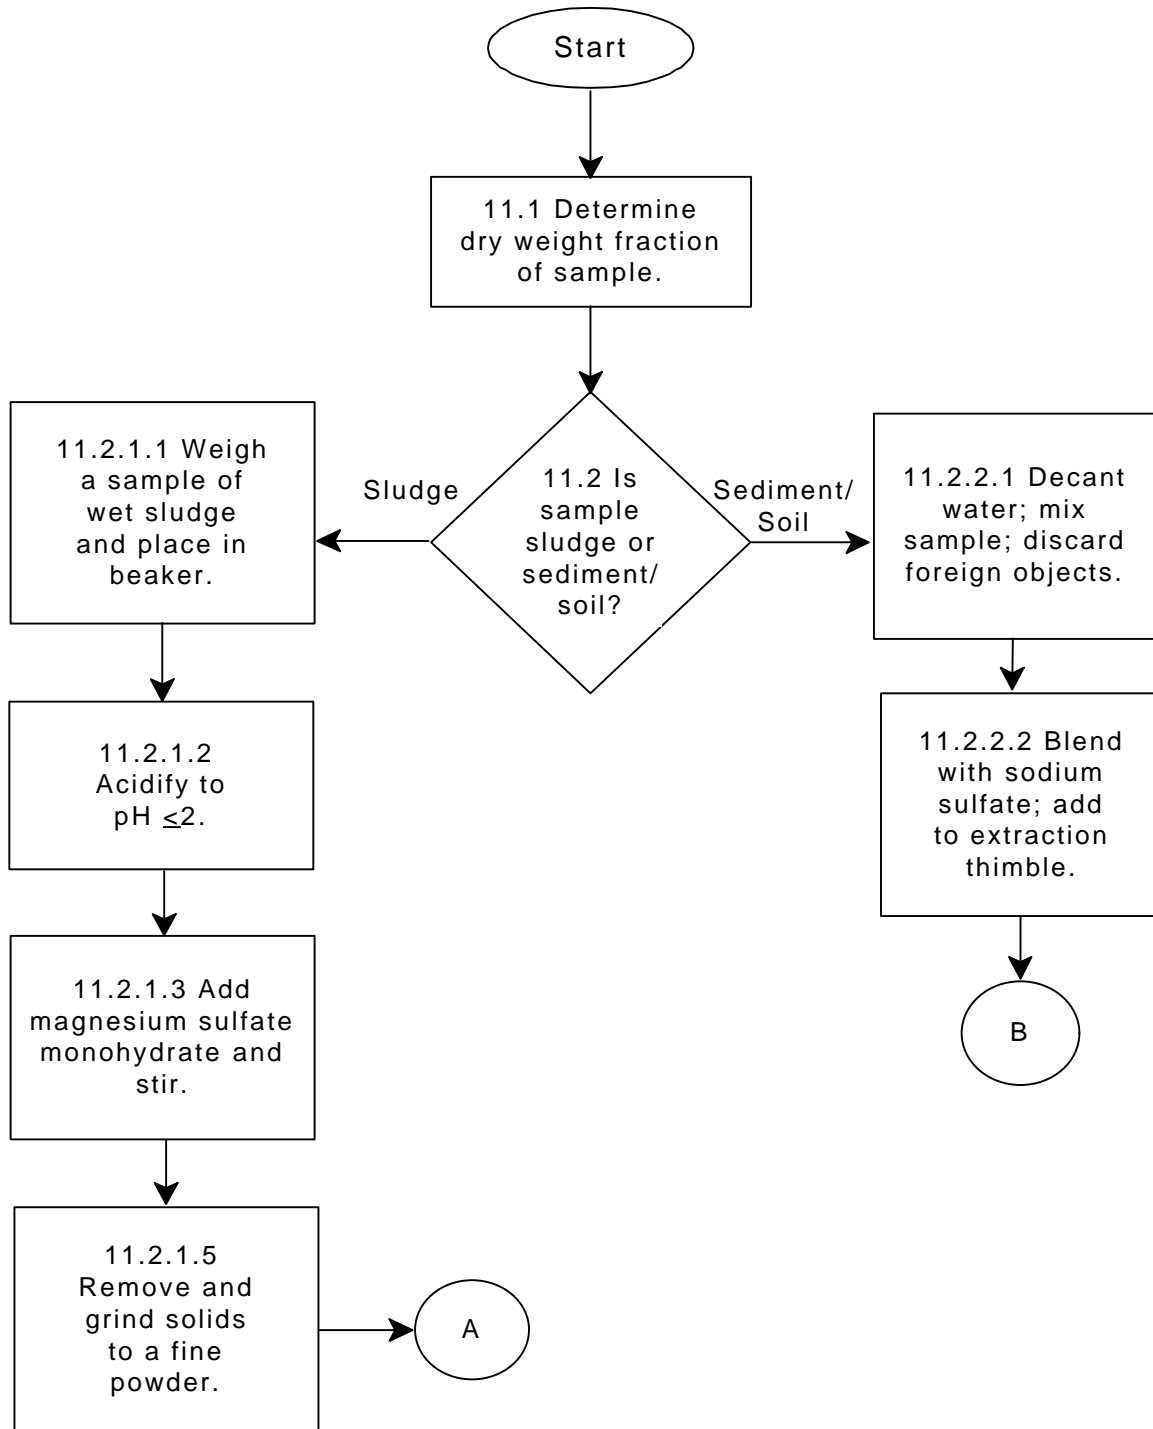 Start
11.1 Determine
dry weight fraction
of sample.
11.2.1.1 Weigh
a sample of
wet sludge
and place in
beaker.
Sludge
11.2 Is
sample
sludge or
sediment/
soil?
Sediment/
Soil
11.2.2.1 Decant
water; mix
sample; discard
foreign objects.
11.2.1.2
Acidify to
pH ≤2.
11.2.2.2 Blend
with sodium
sulfate; add
to extraction
thimble.
11.2.1.3 Add
magnesium sulfate
monohydrate and
stir.
B
11.2.1.5
Remove and
grind solids
to a fine
powder.
A